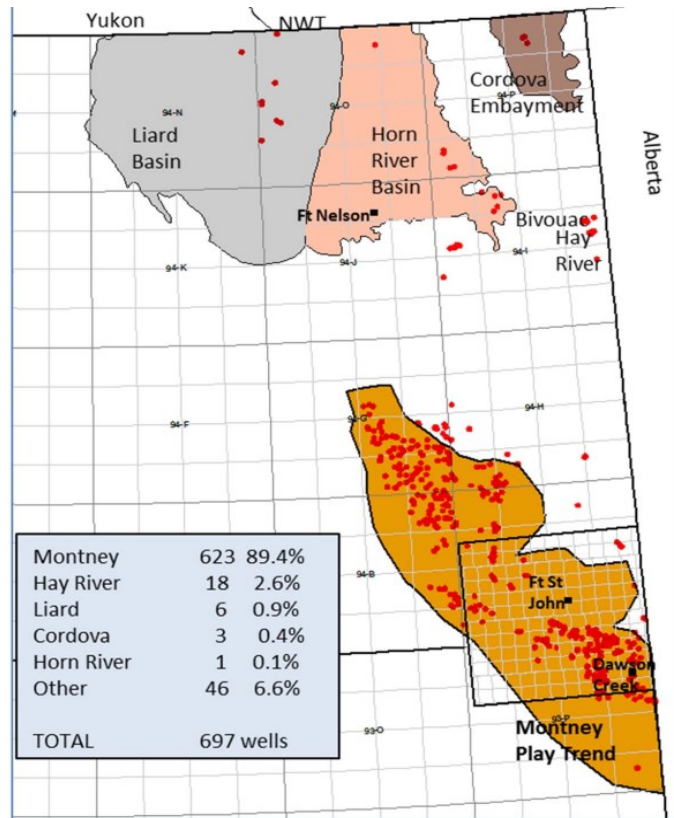 Yukon
NWT
94-N
94-O
94-P
Cordova
Embayment
Liard
Basin
Horn
River
Basin
Alberta
Ft Nelson
Bivouac
Hay
River
94-K
94-J
94-I
94-F
94-G
94-H
94-B
Ft St
John
Dawson
Creek
93-O
93-P
Montney
Play Trend
Montney 623 89.4%
Hay River 18 2.6%
Liard 6 0.9%
Cordova 3 0.4%
Horn River 1 0.1%
Other 46 6.6%
TOTAL 697 wells